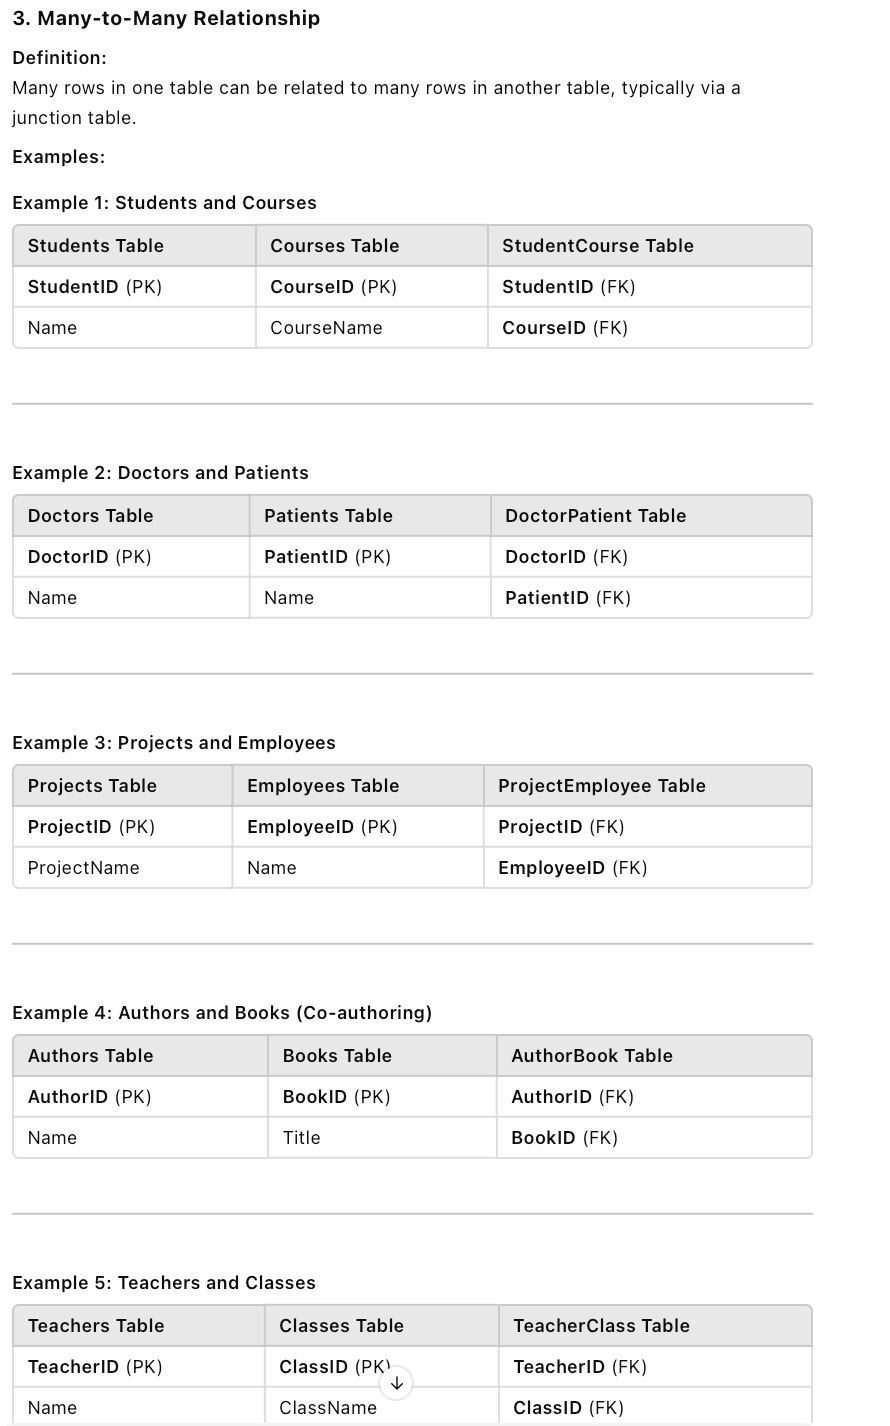 3. Many-to-Many Relationship
Definition:
Many rows in one table can be related to many rows in another table, typically via a
junction table.
Examples:
Example 1: Students and Courses
Students Table Courses Table StudentCourse Table
StudentID (PK) CourseID (PK) StudentID (FK)
Name CourseName CourseID (FK)
Example 2: Doctors and Patients
Doctors Table Patients Table DoctorPatient Table
DoctorID (PK) PatientID (PK) DoctorID (FK)
Name Name PatientID (FK)
Example 3: Projects and Employees
Projects Table Employees Table ProjectEmployee Table
ProjectID (PK) EmployeeID (PK) ProjectID (FK)
ProjectName Name EmployeeID (FK)
Example 4: Authors and Books (Co-authoring)
Authors Table Books Table AuthorBook Table
AuthorID (PK) BookID (PK) AuthorID (FK)
Name Title BookID (FK)
Example 5: Teachers and Classes
Teachers Table Classes Table TeacherClass Table
TeacherID (PK) ClassID (PK) TeacherID (FK)
Name ClassName ClassID (FK)